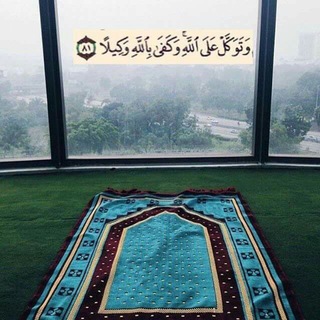 وَتَوَكَّلْ عَلَى ٱللَّهِۚ وَكَفَىٰ بِٱللَّهِ وَكِيلًا ٨١